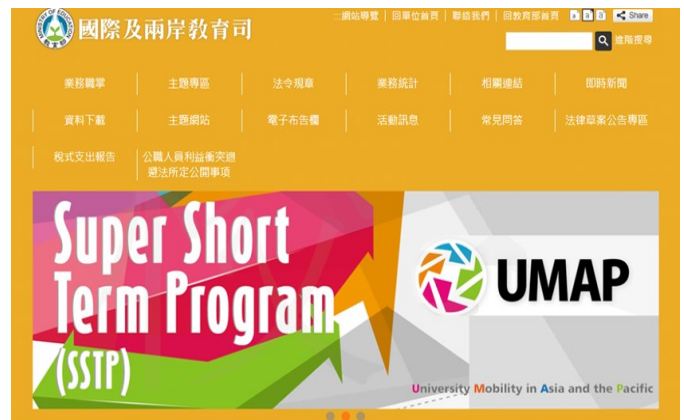 國際及兩岸教育司
:::網站導覽 | 回單位首頁 | 聯絡我們 | 回教育部首頁 a a a Share
進階搜尋
業務職掌 主題專區 法令規章 業務統計 相關連結 即時新聞
資料下載 主題網站 電子布告欄 活動訊息 常見問答 法律草案公告專區
稅式支出報告 公職人員利益衝突迴
避法所定公開事項
Super Short
Term Program
(SSTP)
UMAP
University Mobility in Asia and the Pacific